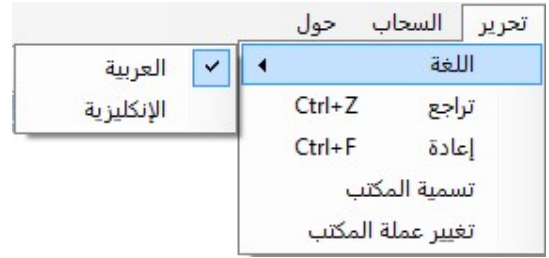 تحرير السحاب حول
اللغة
العربية
الإنكليزية
تراجع Ctrl+Z
إعادة Ctrl+F
تسمية المكتب
تغيير عملة المكتب